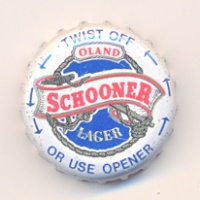 TWIST OFF
OLAND
SCHOONER
LAGER
OR USE OPENER